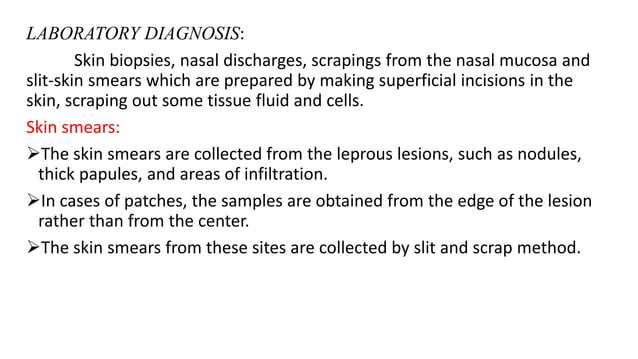 LABORATORY DIAGNOSIS:
Skin biopsies, nasal discharges, scrapings from the nasal mucosa and
slit-skin smears which are prepared by making superficial incisions in the
skin, scraping out some tissue fluid and cells.
Skin smears:
➢The skin smears are collected from the leprous lesions, such as nodules,
thick papules, and areas of infiltration.
➢In cases of patches, the samples are obtained from the edge of the lesion
rather than from the center.
➢The skin smears from these sites are collected by slit and scrap method.